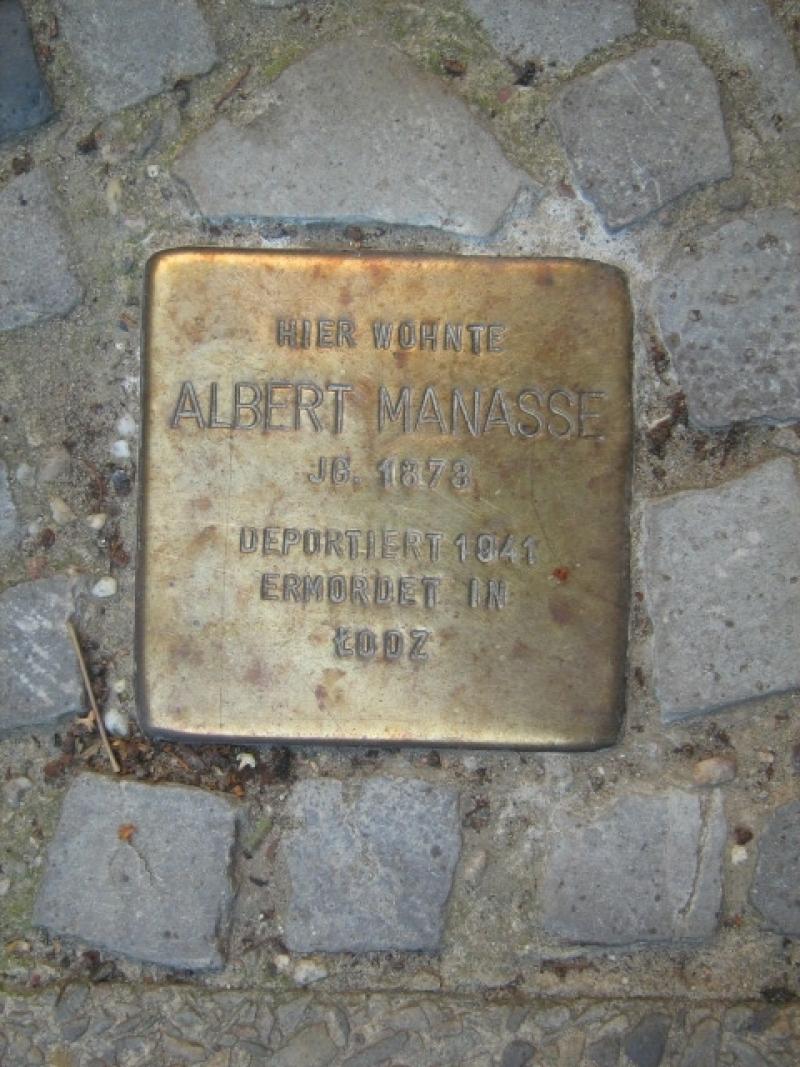 HIER WOHNTE
ALBERT MANASSE
JG. 1873
DEPORTIERT 1941
ERMORDET IN
ŁODZ